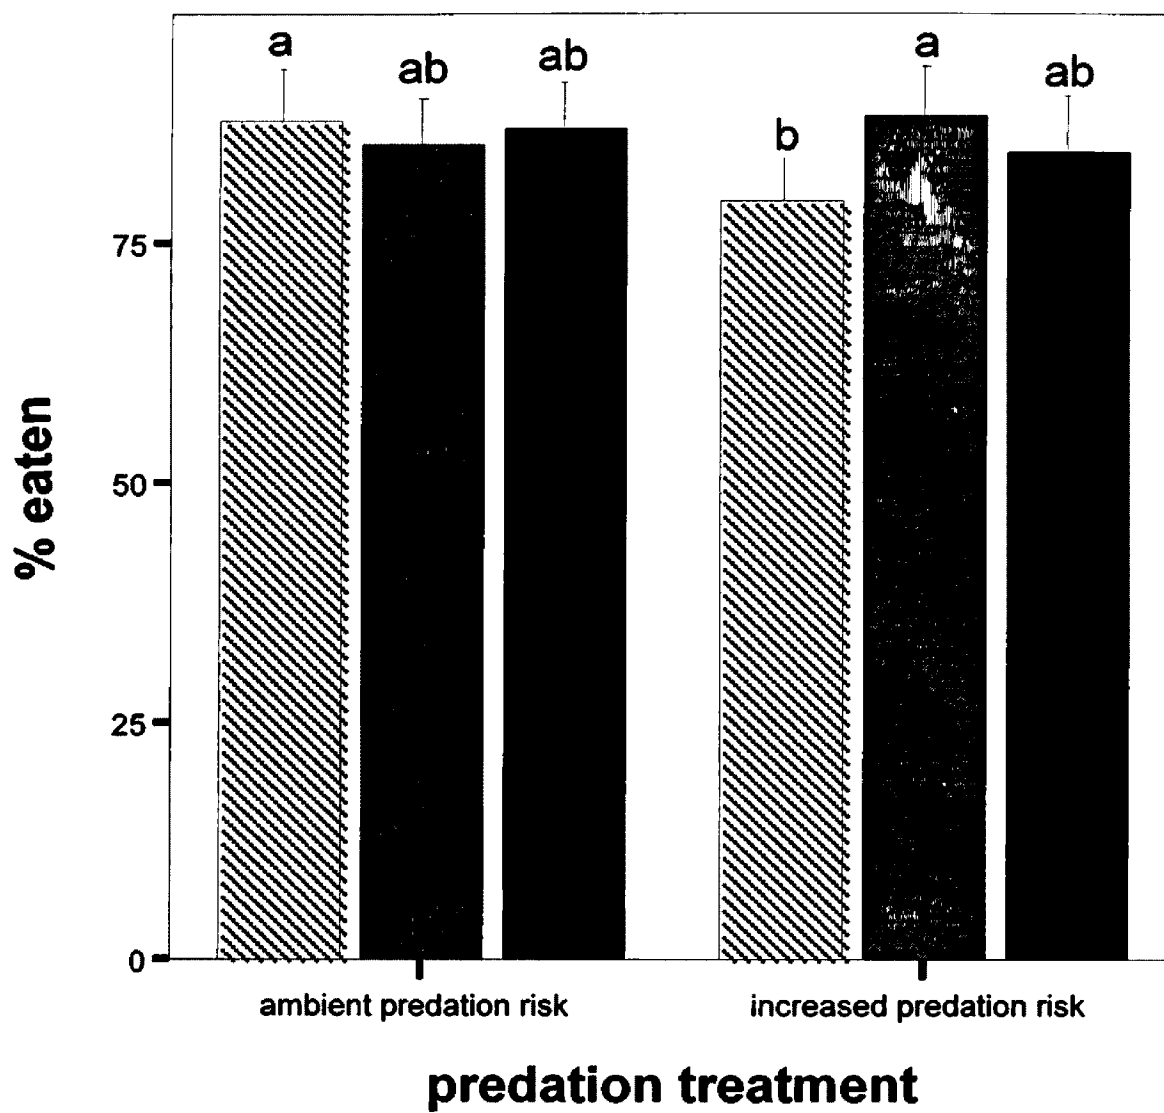 a
ab
ab
b
a
ab
75
50
25
0
% eaten
ambient predation risk
increased predation risk
predation treatment